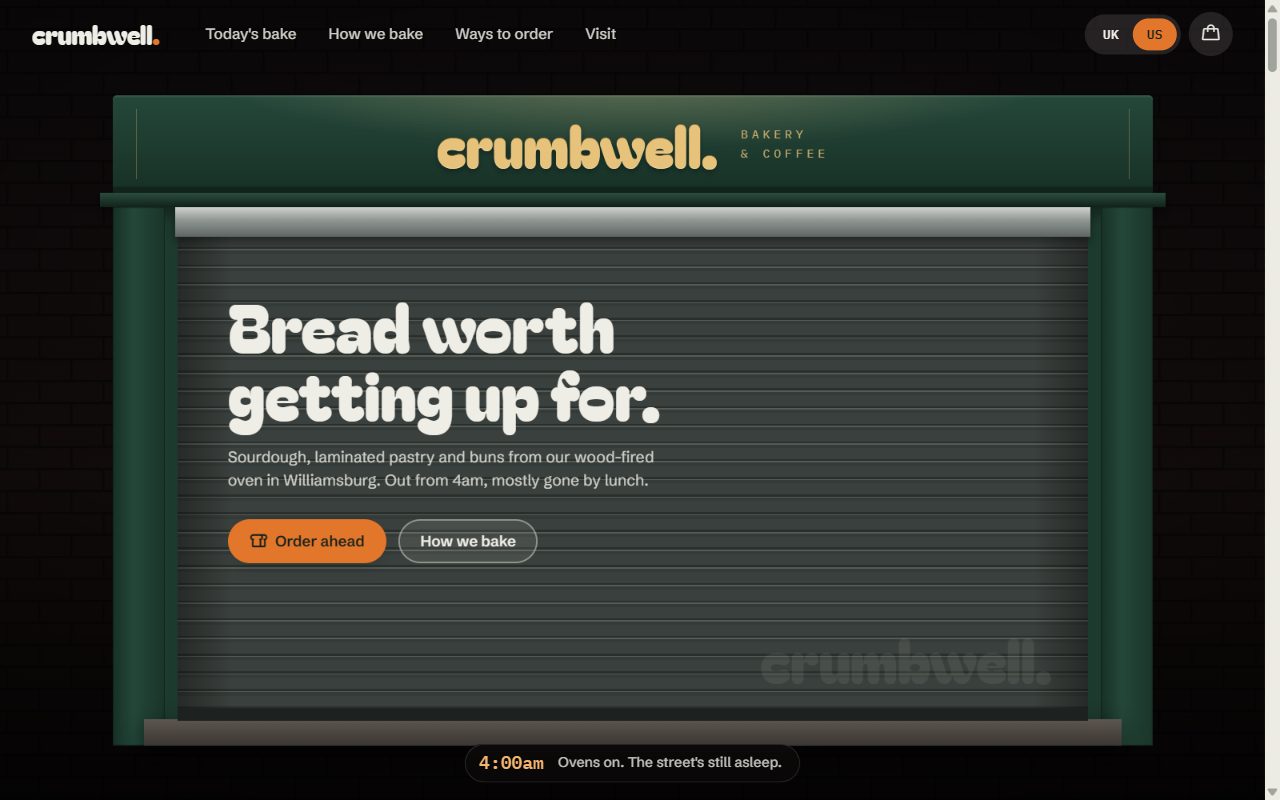 crumbwell.
Today's bake
How we bake
Ways to order
Visit
UK
US
crumbwell.
BAKERY
& COFFEE
Bread worth
getting up for.
Sourdough, laminated pastry and buns from our wood-fired
oven in Williamsburg. Out from 4am, mostly gone by lunch.
Order ahead
How we bake
crumbwell.
4:00am Ovens on. The street's still asleep.